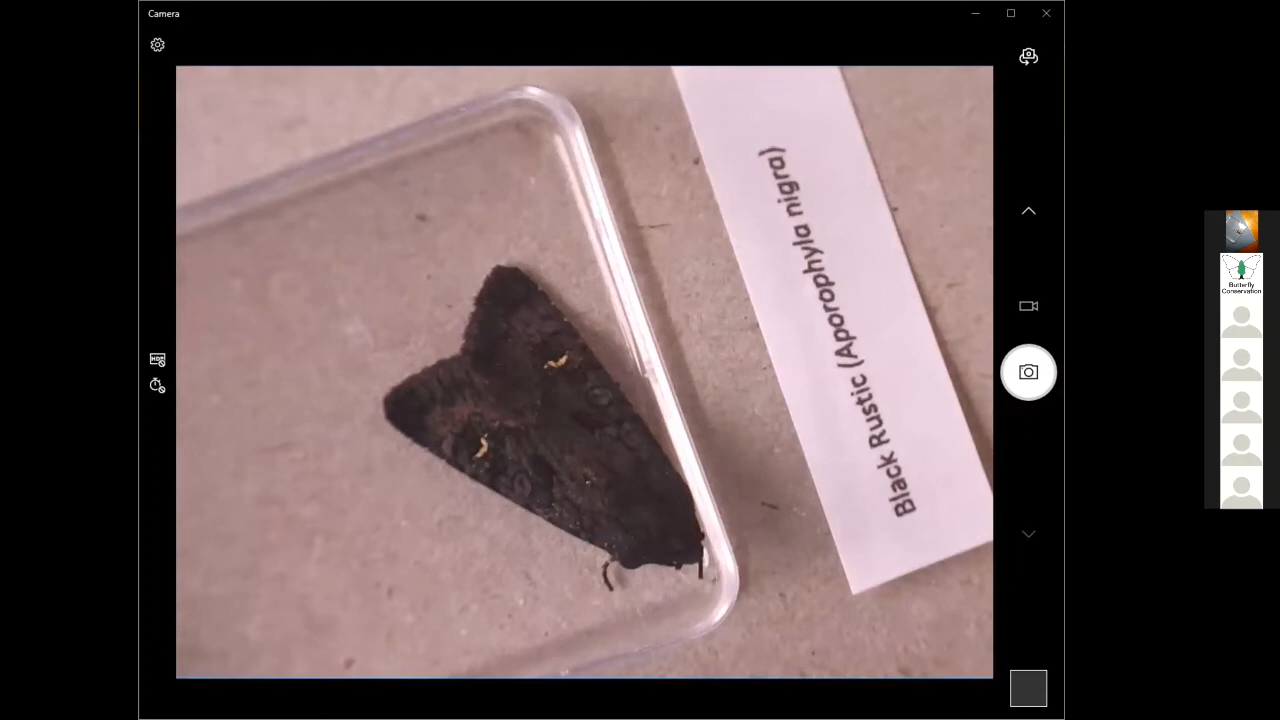 Camera
Black Rustic (Aporophyla nigra)
Butterfly
Conservation